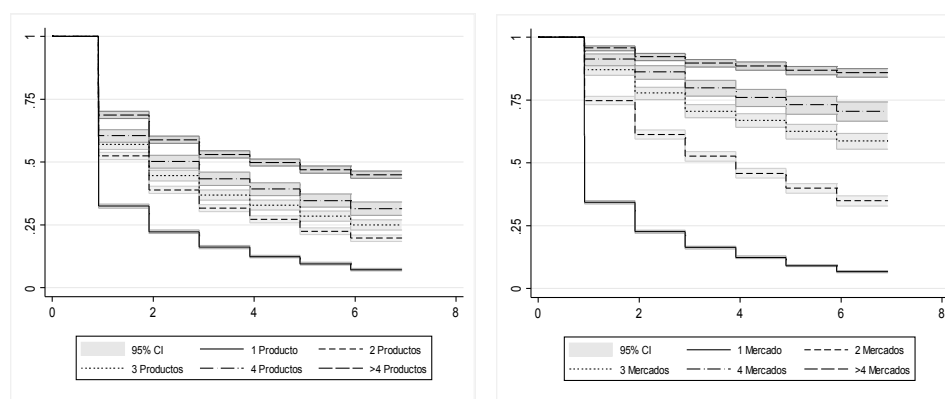 1
.75
.5
.25
0
0 2 4 6 8
95% CI 1 Producto 2 Productos
3 Productos 4 Productos >4 Productos
1
.75
.5
.25
0
0 2 4 6 8
95% CI 1 Mercado 2 Mercados
3 Mercados 4 Mercados >4 Mercados